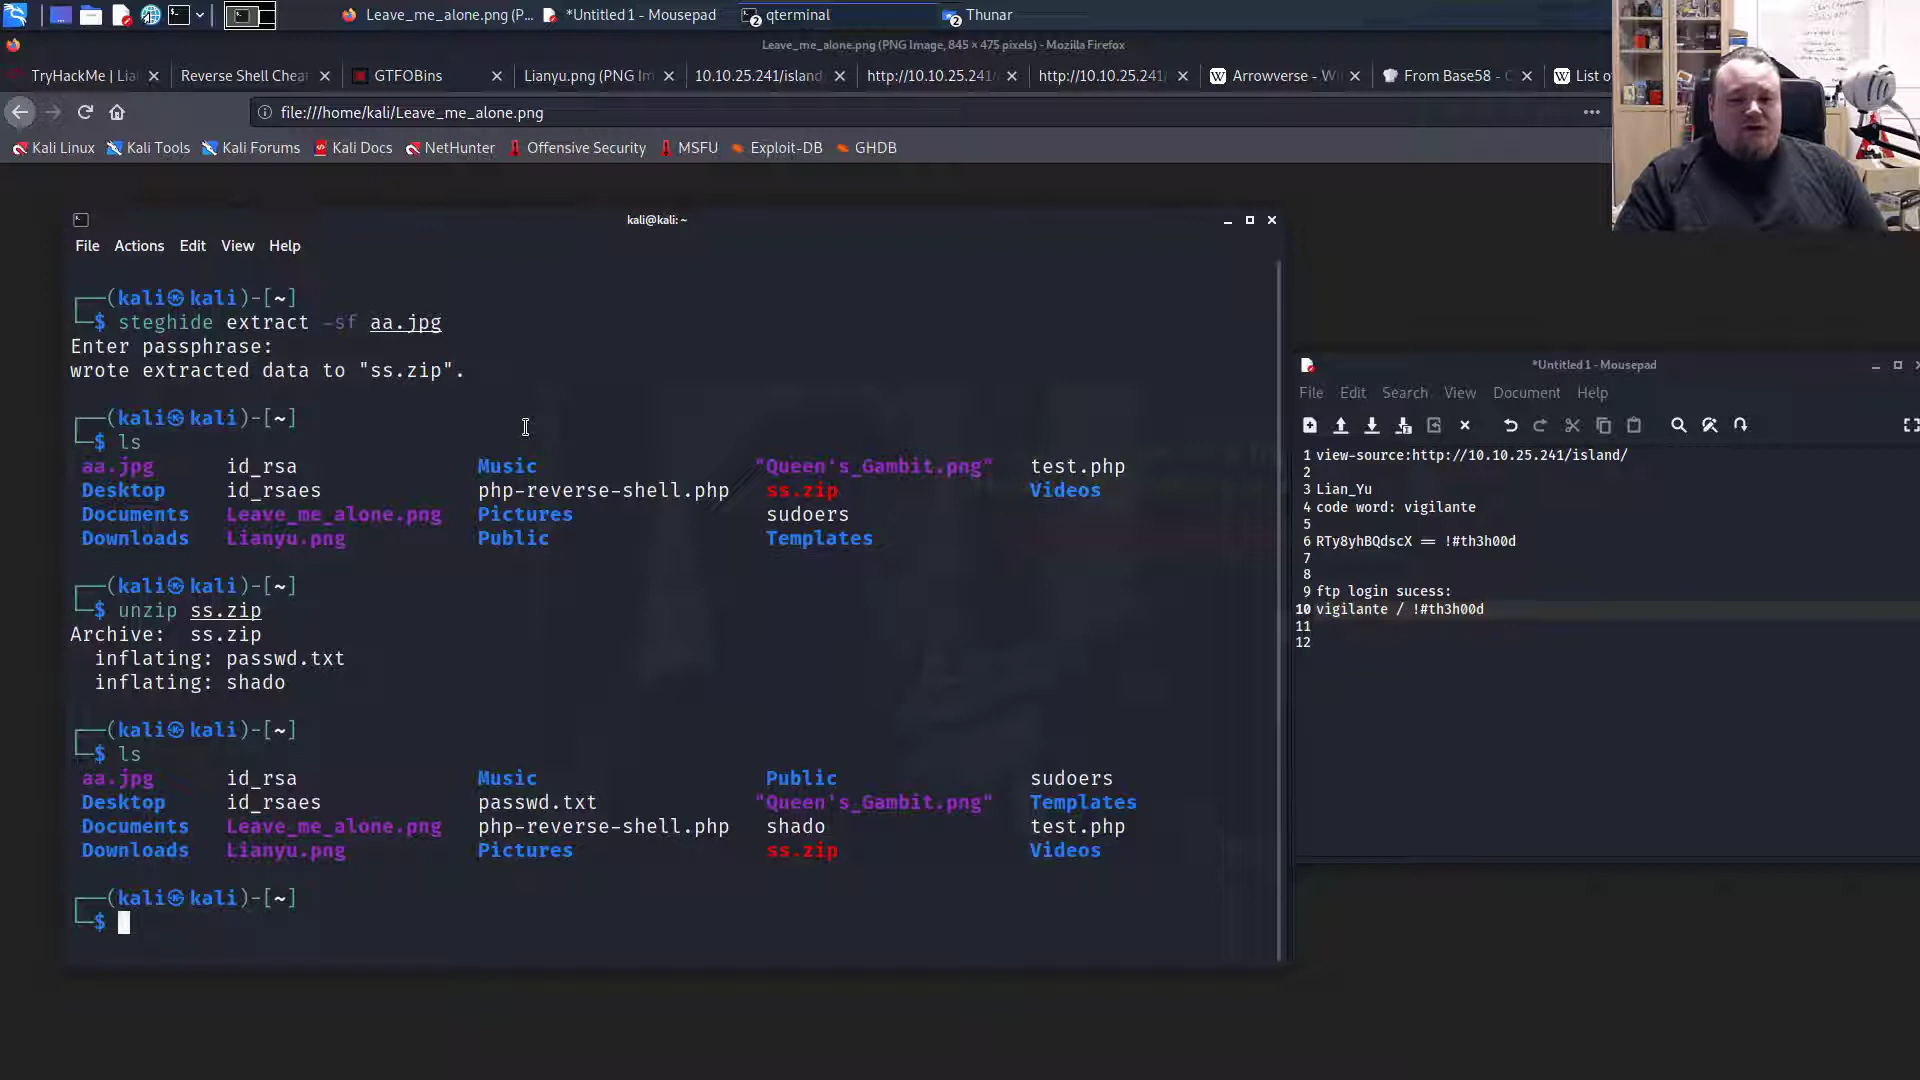 Leave_me_alone.png (P...
*Untitled 1 - Mousepad
2
qterminal
2
Thunar
Leave_me_alone.png (PNG Image, 845 × 475 pixels) - Mozilla Firefox
TryHackMe | Lia
Reverse Shell Chea
GTFOBins
Lianyu.png (PNG Im
10.10.25.241/island
http://10.10.25.241/
http://10.10.25.241/
Arrowverse - Wi
From Base58 - C
List o
file:///home/kali/Leave_me_alone.png
Kali Linux
Kali Tools
Kali Forums
Kali Docs
NetHunter
Offensive Security
MSFU
Exploit-DB
GHDB
kali@kali: ~
File Actions Edit View Help
┌──(kali㉿kali)-[~]
└─$ steghide extract -sf aa.jpg
Enter passphrase:
wrote extracted data to "ss.zip".
┌──(kali㉿kali)-[~]
└─$ ls
aa.jpg id_rsa Music "Queen's_Gambit.png" test.php
Desktop id_rsaes php-reverse-shell.php ss.zip Videos
Documents Leave_me_alone.png Pictures sudoers
Downloads Lianyu.png Public Templates
┌──(kali㉿kali)-[~]
└─$ unzip ss.zip
Archive: ss.zip
inflating: passwd.txt
inflating: shado
┌──(kali㉿kali)-[~]
└─$ ls
aa.jpg id_rsa Music Public sudoers
Desktop id_rsaes passwd.txt "Queen's_Gambit.png" Templates
Documents Leave_me_alone.png php-reverse-shell.php shado test.php
Downloads Lianyu.png Pictures ss.zip Videos
┌──(kali㉿kali)-[~]
└─$
*Untitled 1 - Mousepad
File Edit Search View Document Help
1 view-source:http://10.10.25.241/island/
2
3 Lian_Yu
4 code word: vigilante
5
6 RTy8yhBQdscX == !#th3h00d
7
8
9 ftp login sucess:
10 vigilante / !#th3h00d
11
12